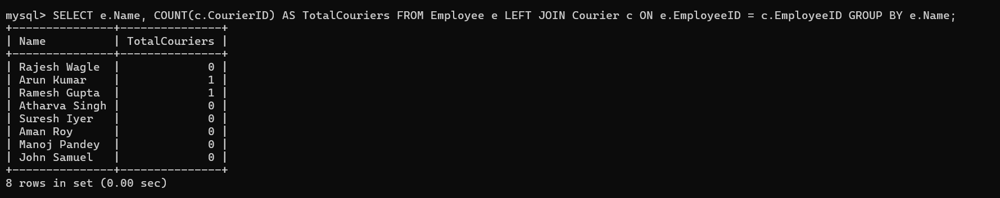 mysql> SELECT e.Name, COUNT(c.CourierID) AS TotalCouriers FROM Employee e LEFT JOIN Courier c ON e.EmployeeID = c.EmployeeID GROUP BY e.Name;
+---------------+---------------+
| Name          | TotalCouriers |
+---------------+---------------+
| Rajesh Wagle  |             0 |
| Arun Kumar    |             1 |
| Ramesh Gupta  |             1 |
| Atharva Singh |             0 |
| Suresh Iyer   |             0 |
| Aman Roy      |             0 |
| Manoj Pandey  |             0 |
| John Samuel   |             0 |
+---------------+---------------+
8 rows in set (0.00 sec)